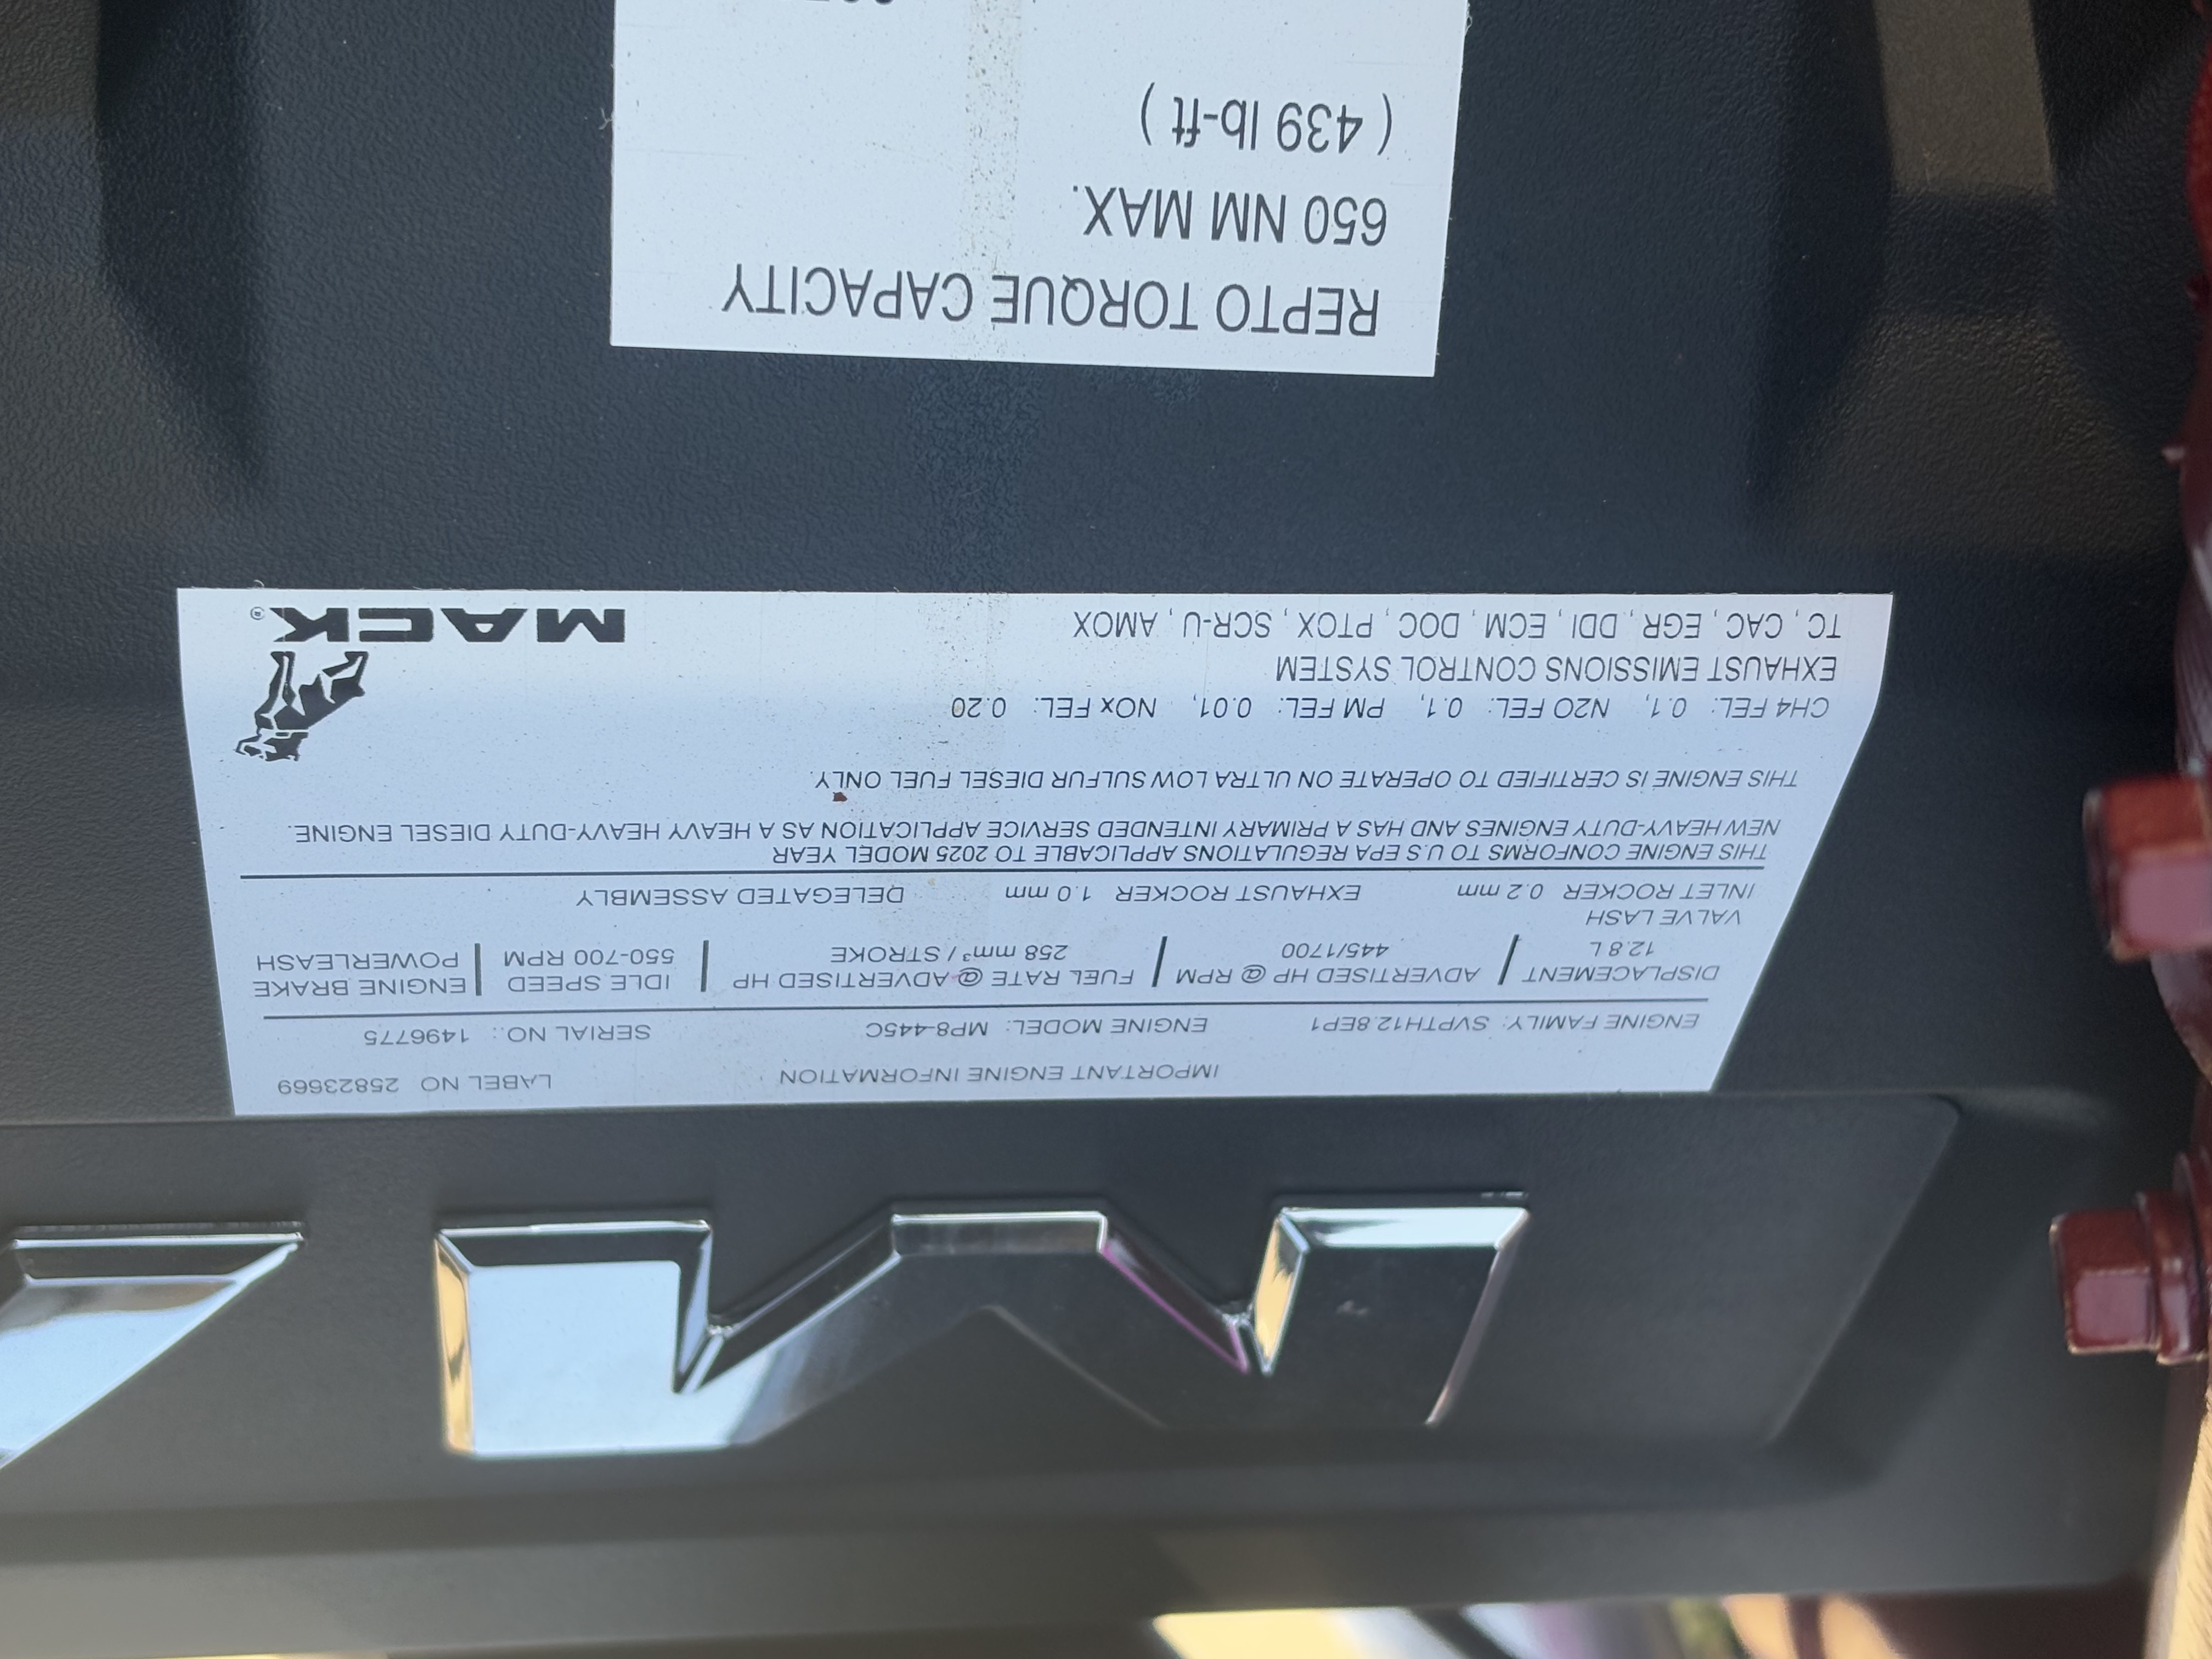 M
IMPORTANT ENGINE INFORMATION LABEL NO 25823669
ENGINE FAMILY: SVPTH12.8EP1 ENGINE MODEL: MP8-445C SERIAL NO.: 1496775
DISPLACEMENT ADVERTISED HP @ RPM FUEL RATE @ ADVERTISED HP IDLE SPEED ENGINE BRAKE
12.8 L 445/1700 258 mm³ / STROKE 550-700 RPM POWERLEASH
VALVE LASH
INLET ROCKER 0.2 mm EXHAUST ROCKER 1.0 mm DELEGATED ASSEMBLY
THIS ENGINE CONFORMS TO U.S EPA REGULATIONS APPLICABLE TO 2025 MODEL YEAR
NEW HEAVY-DUTY ENGINES AND HAS A PRIMARY INTENDED SERVICE APPLICATION AS A HEAVY HEAVY-DUTY DIESEL ENGINE.
THIS ENGINE IS CERTIFIED TO OPERATE ON ULTRA LOW SULFUR DIESEL FUEL ONLY.
CH4 FEL: 0.1, N2O FEL: 0.1, PM FEL: 0.01, NOx FEL: 0.20
EXHAUST EMISSIONS CONTROL SYSTEM
TC, CAC, EGR, DDI, ECM, DOC, PTOX, SCR-U, AMOX
MACK®
REPTO TORQUE CAPACITY
650 NM MAX.
( 439 lb-ft )